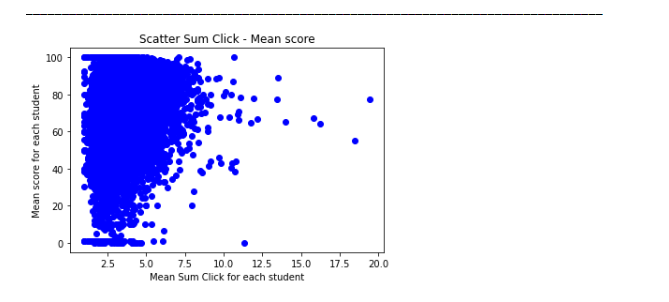 Scatter Sum Click - Mean score
Mean score for each student
100
80
60
40
20
0
2.5 5.0 7.5 10.0 12.5 15.0 17.5 20.0
Mean Sum Click for each student